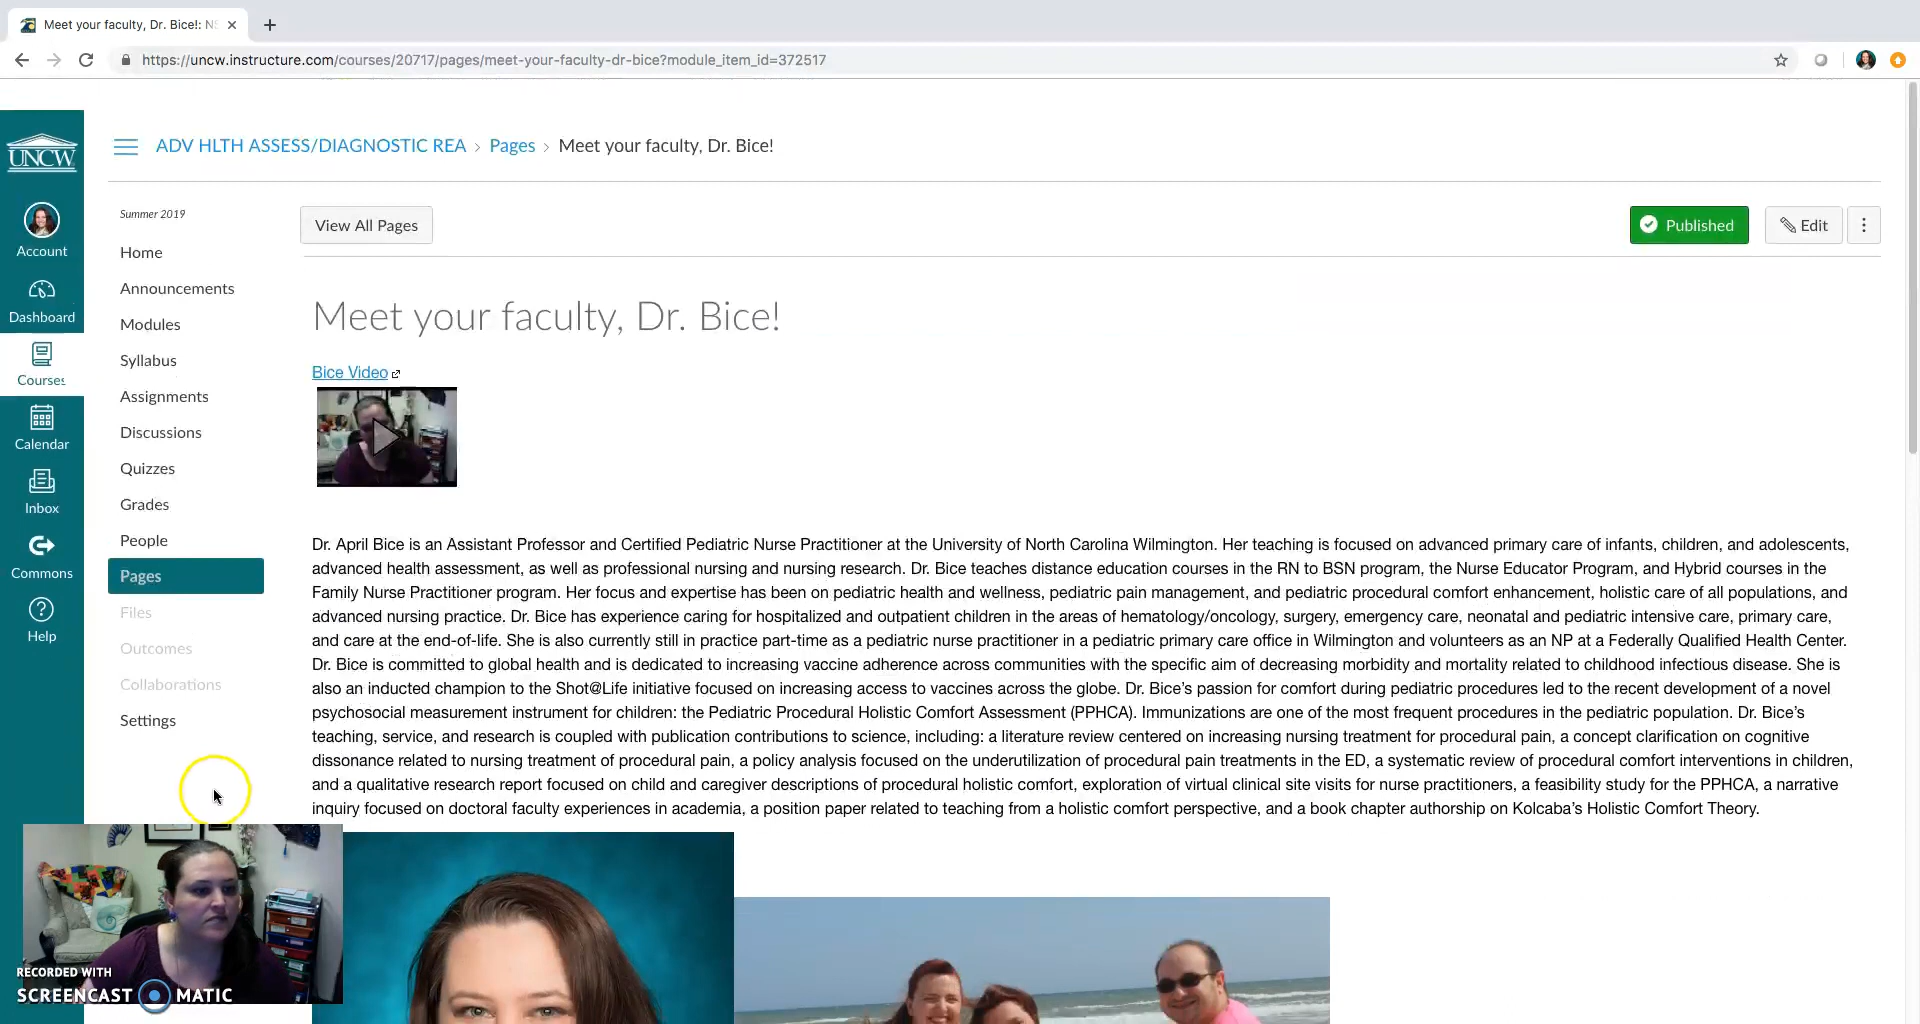 Meet your faculty, Dr. Bice!: NS
https://uncw.instructure.com/courses/20717/pages/meet-your-faculty-dr-bice?module_item_id=372517
UNCW
ADV HLTH ASSESS/DIAGNOSTIC REA › Pages › Meet your faculty, Dr. Bice!
Account
Dashboard
Courses
Calendar
Inbox
Commons
Help
Summer 2019
Home
Announcements
Modules
Syllabus
Assignments
Discussions
Quizzes
Grades
People
Pages
Files
Outcomes
Collaborations
Settings
View All Pages
Published
Edit
Meet your faculty, Dr. Bice!
Bice Video
Dr. April Bice is an Assistant Professor and Certified Pediatric Nurse Practitioner at the University of North Carolina Wilmington. Her teaching is focused on advanced primary care of infants, children, and adolescents,
advanced health assessment, as well as professional nursing and nursing research. Dr. Bice teaches distance education courses in the RN to BSN program, the Nurse Educator Program, and Hybrid courses in the
Family Nurse Practitioner program. Her focus and expertise has been on pediatric health and wellness, pediatric pain management, and pediatric procedural comfort enhancement, holistic care of all populations, and
advanced nursing practice. Dr. Bice has experience caring for hospitalized and outpatient children in the areas of hematology/oncology, surgery, emergency care, neonatal and pediatric intensive care, primary care,
and care at the end-of-life. She is also currently still in practice part-time as a pediatric nurse practitioner in a pediatric primary care office in Wilmington and volunteers as an NP at a Federally Qualified Health Center.
Dr. Bice is committed to global health and is dedicated to increasing vaccine adherence across communities with the specific aim of decreasing morbidity and mortality related to childhood infectious disease. She is
also an inducted champion to the Shot@Life initiative focused on increasing access to vaccines across the globe. Dr. Bice's passion for comfort during pediatric procedures led to the recent development of a novel
psychosocial measurement instrument for children: the Pediatric Procedural Holistic Comfort Assessment (PPHCA). Immunizations are one of the most frequent procedures in the pediatric population. Dr. Bice's
teaching, service, and research is coupled with publication contributions to science, including: a literature review centered on increasing nursing treatment for procedural pain, a concept clarification on cognitive
dissonance related to nursing treatment of procedural pain, a policy analysis focused on the underutilization of procedural pain treatments in the ED, a systematic review of procedural comfort interventions in children,
and a qualitative research report focused on child and caregiver descriptions of procedural holistic comfort, exploration of virtual clinical site visits for nurse practitioners, a feasibility study for the PPHCA, a narrative
inquiry focused on doctoral faculty experiences in academia, a position paper related to teaching from a holistic comfort perspective, and a book chapter authorship on Kolcaba's Holistic Comfort Theory.
RECORDED WITH
SCREENCAST MATIC